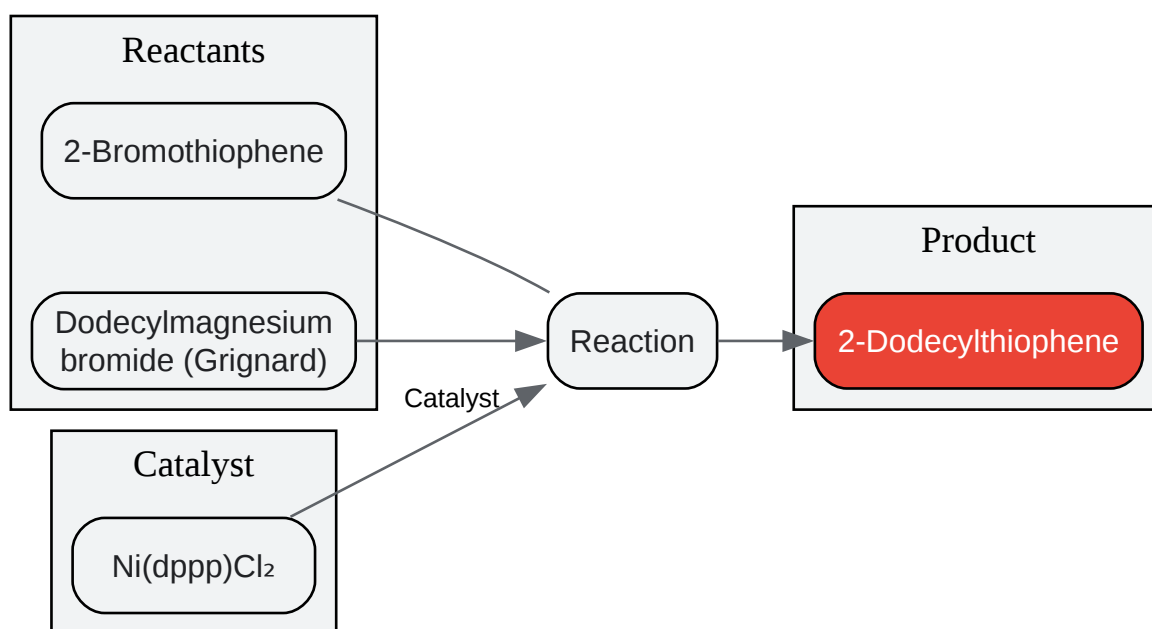 Reactants
2-Bromothiophene
Dodecylmagnesium
bromide (Grignard)
Reaction
Product
2-Dodecylthiophene
Catalyst
Catalyst
Ni(dppp)Cl₂